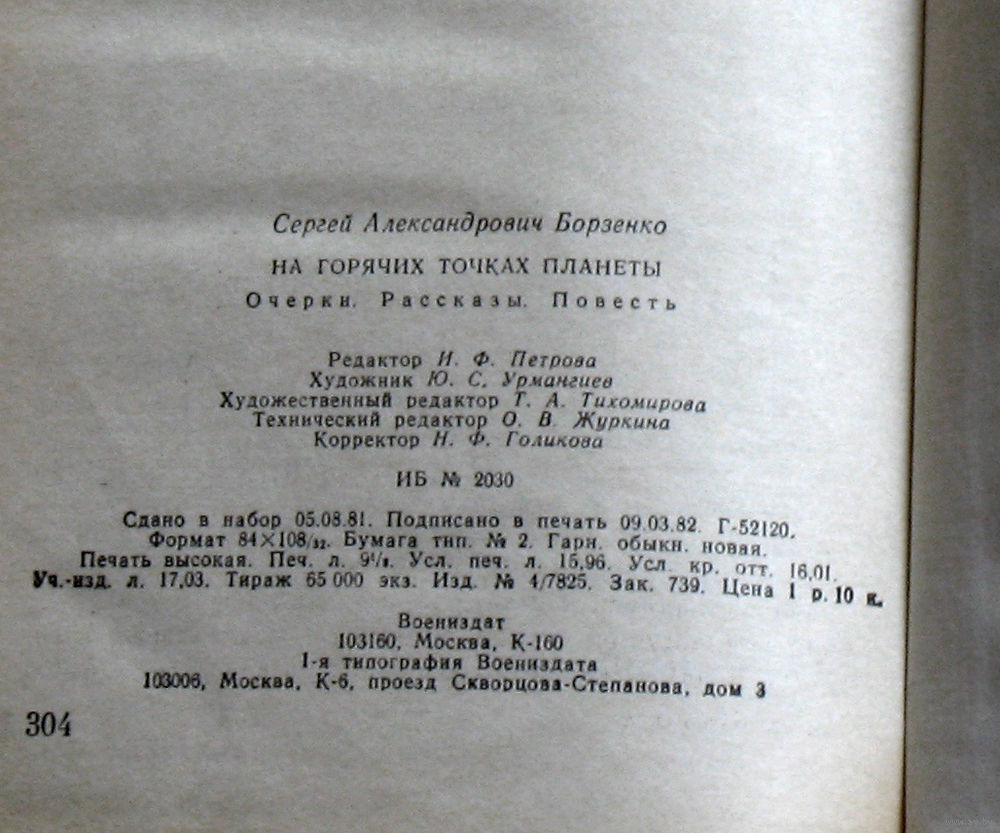 Сергей Александрович Борзенко
НА ГОРЯЧИХ ТОЧКАХ ПЛАНЕТЫ
Очерки. Рассказы. Повесть
Редактор И. Ф. Петрова
Художник Ю. С. Урмангиев
Художественный редактор Т. А. Тихомирова
Технический редактор О. В. Журкина
Корректор Н. Ф. Голикова
ИБ № 2030
Сдано в набор 05.08.81. Подписано в печать 09.03.82. Г-52120.
Формат 84×108/32. Бумага тип. № 2. Гарн. обыкн. новая.
Печать высокая. Печ. л. 9½. Усл. печ. л. 15,96. Усл. кр. отт. 16,01.
Уч.-изд. л. 17,03. Тираж 65 000 экз. Изд. № 4/7825. Зак. 739. Цена 1 р. 10 к.
Воениздат
103160, Москва, К-160
1-я типография Воениздата
103006, Москва, К-6, проезд Скворцова-Степанова, дом 3
304